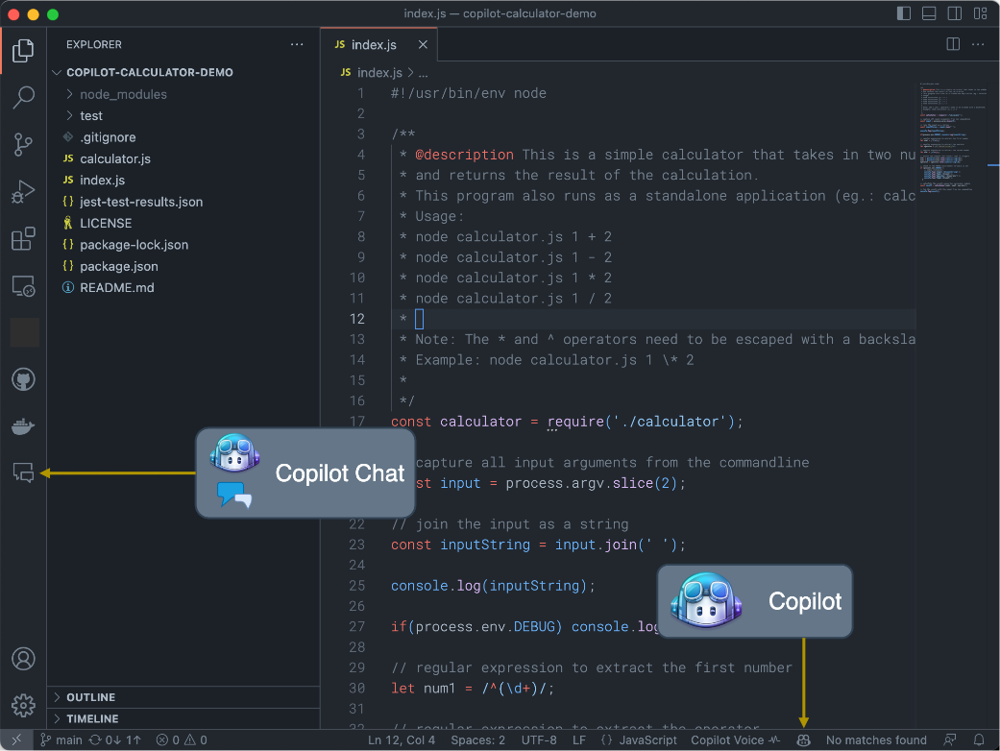 index.js — copilot-calculator-demo
EXPLORER
COPILOT-CALCULATOR-DEMO
node_modules
test
.gitignore
JS calculator.js
JS index.js
{} jest-test-results.json
LICENSE
{} package-lock.json
{} package.json
README.md
OUTLINE
TIMELINE
JS index.js
JS index.js > ...
1 #!/usr/bin/env node
2
3 /**
4 * @description This is a simple calculator that takes in two nu
5 * and returns the result of the calculation.
6 * This program also runs as a standalone application (eg.: calc
7 * Usage:
8 * node calculator.js 1 + 2
9 * node calculator.js 1 - 2
10 * node calculator.js 1 * 2
11 * node calculator.js 1 / 2
12 *
13 * Note: The * and ^ operators need to be escaped with a backsla
14 * Example: node calculator.js 1 \* 2
15 *
16 */
17 const calculator = require('./calculator');
capture all input arguments from the commandline
st input = process.argv.slice(2);
22 // join the input as a string
23 const inputString = input.join(' ');
24
25 console.log(inputString);
26
27 if(process.env.DEBUG) console.log
28
29 // regular expression to extract the first number
30 let num1 = /^(\d+)/;
31
32 // regular expression to extract the operator
Copilot Chat
Copilot
main 0↓ 1↑ 0 0 Ln 12, Col 4 Spaces: 2 UTF-8 LF {} JavaScript Copilot Voice No matches found